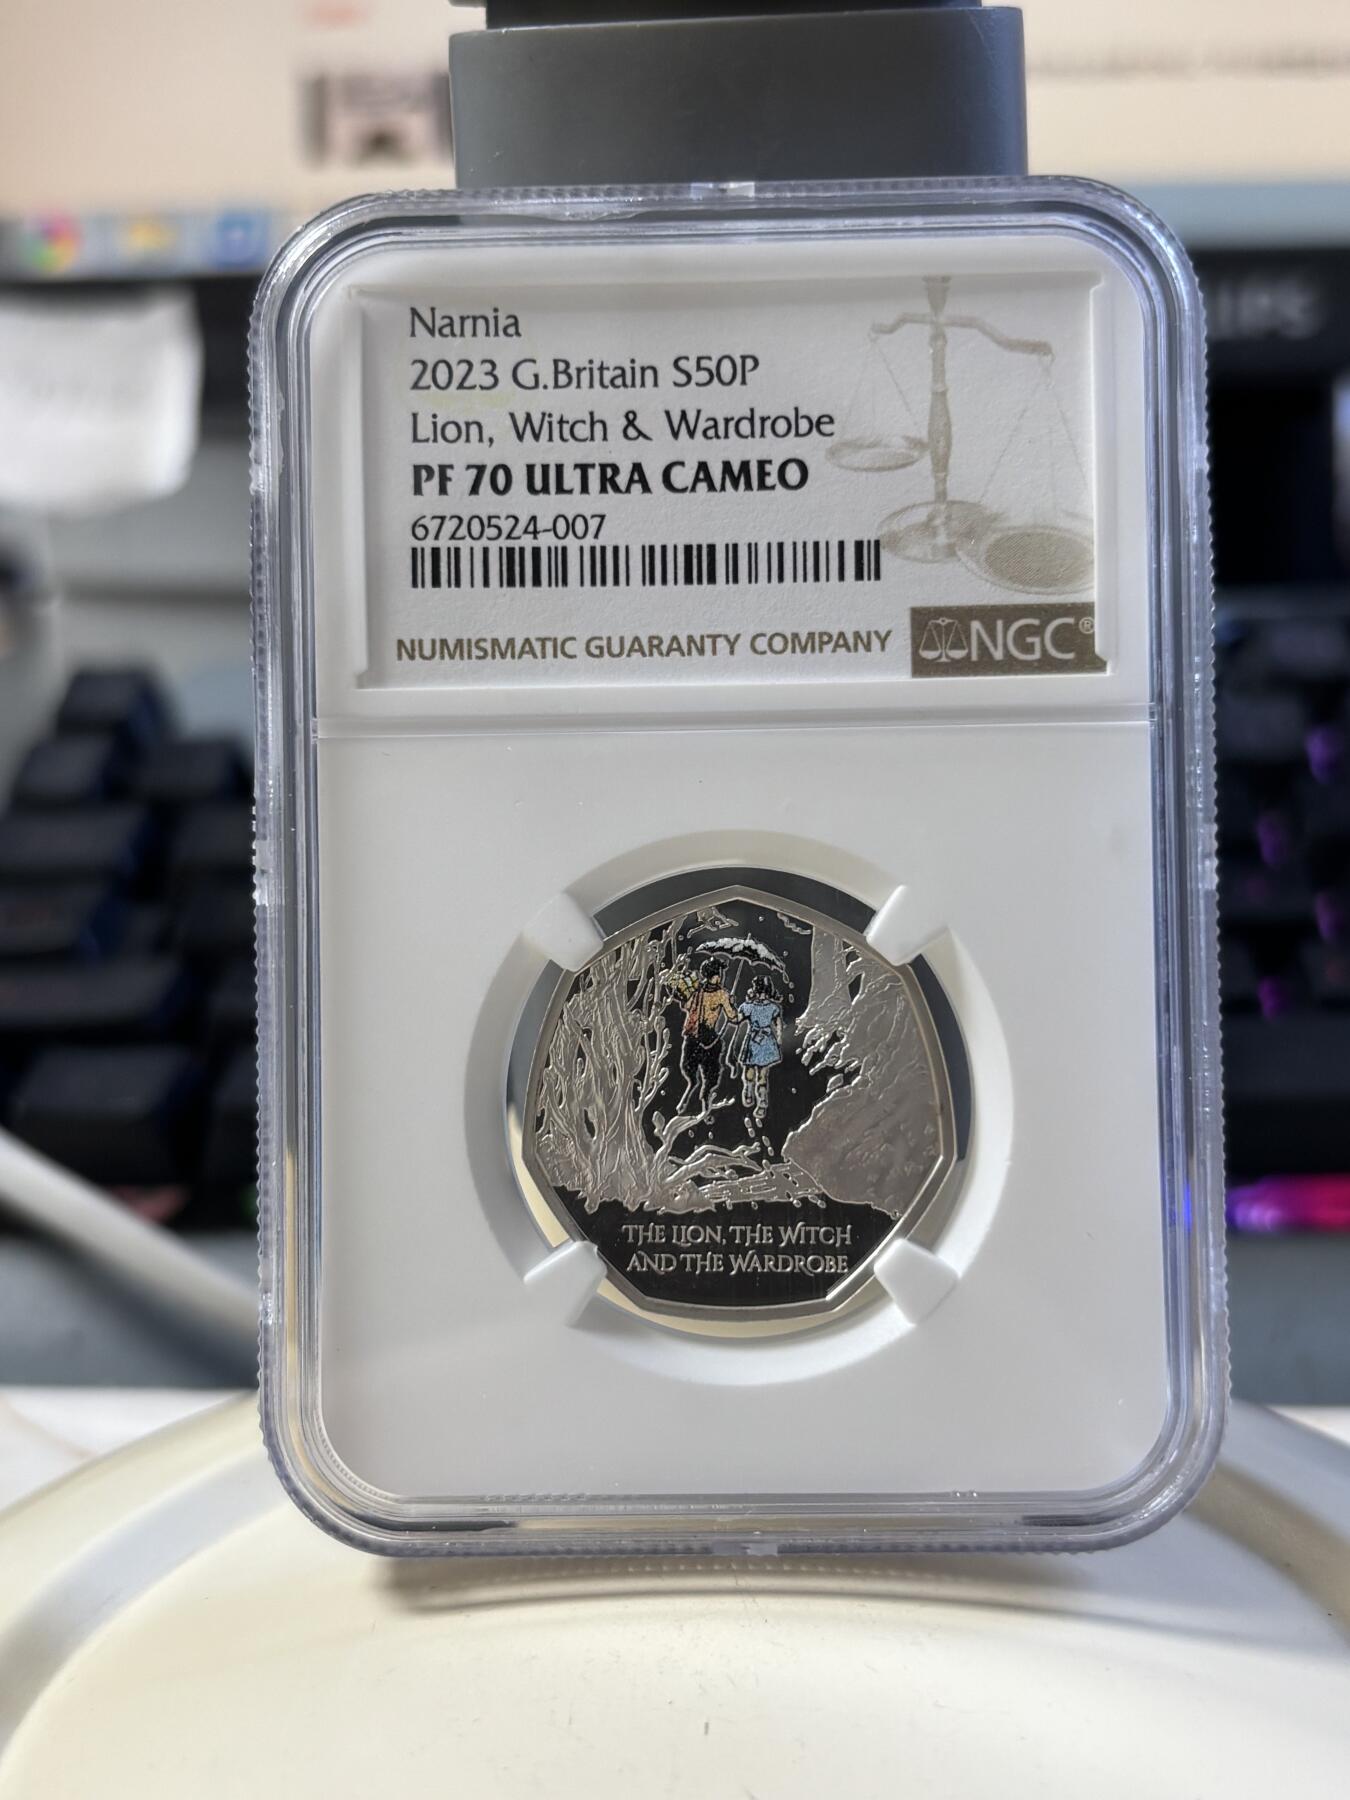 Narnia
2023 G.Britain S50P
Lion, Witch & Wardrobe
PF 70 ULTRA CAMEO
6720524-007
NUMISMATIC GUARANTY COMPANY NGC®
THE LION, THE WITCH
AND THE WARDROBE